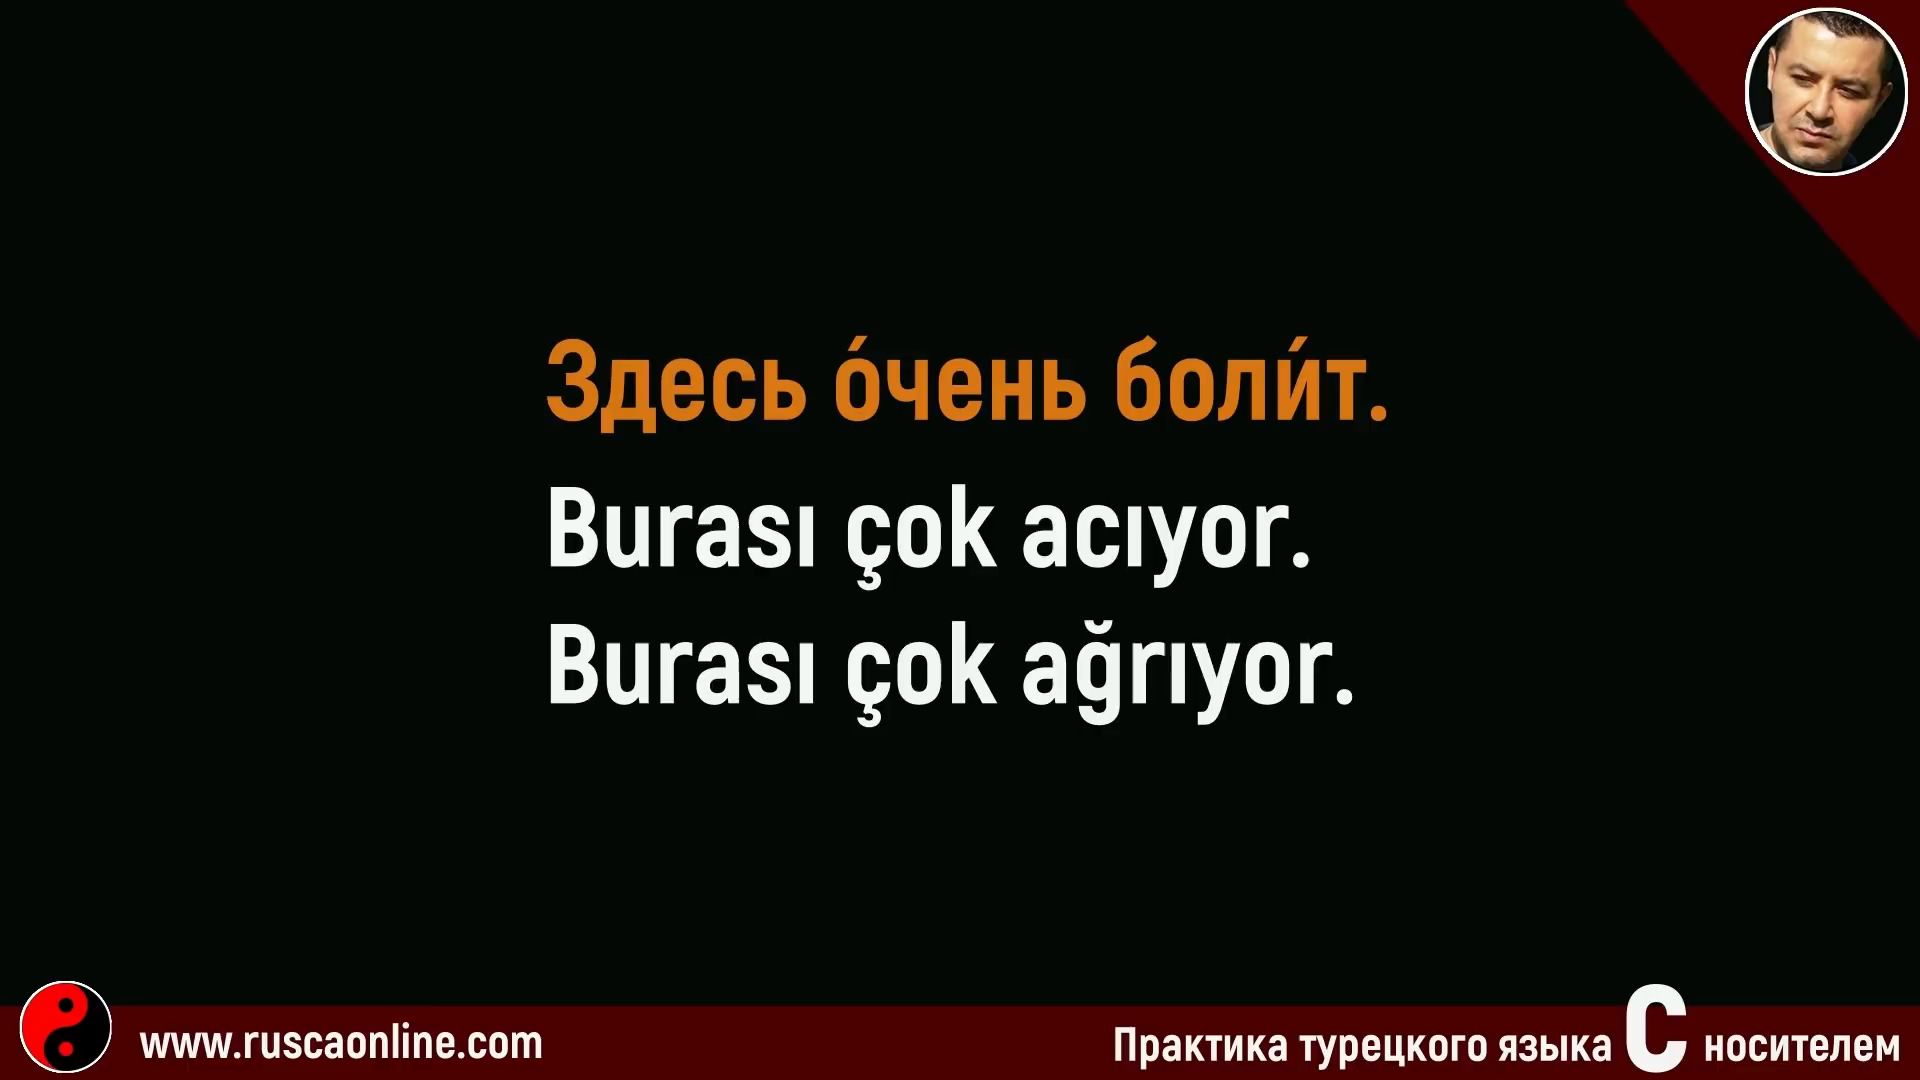 Здесь о́чень боли́т.
Burası çok acıyor.
Burası çok ağrıyor.
www.ruscaonline.com
Практика турецкого языка С носителем